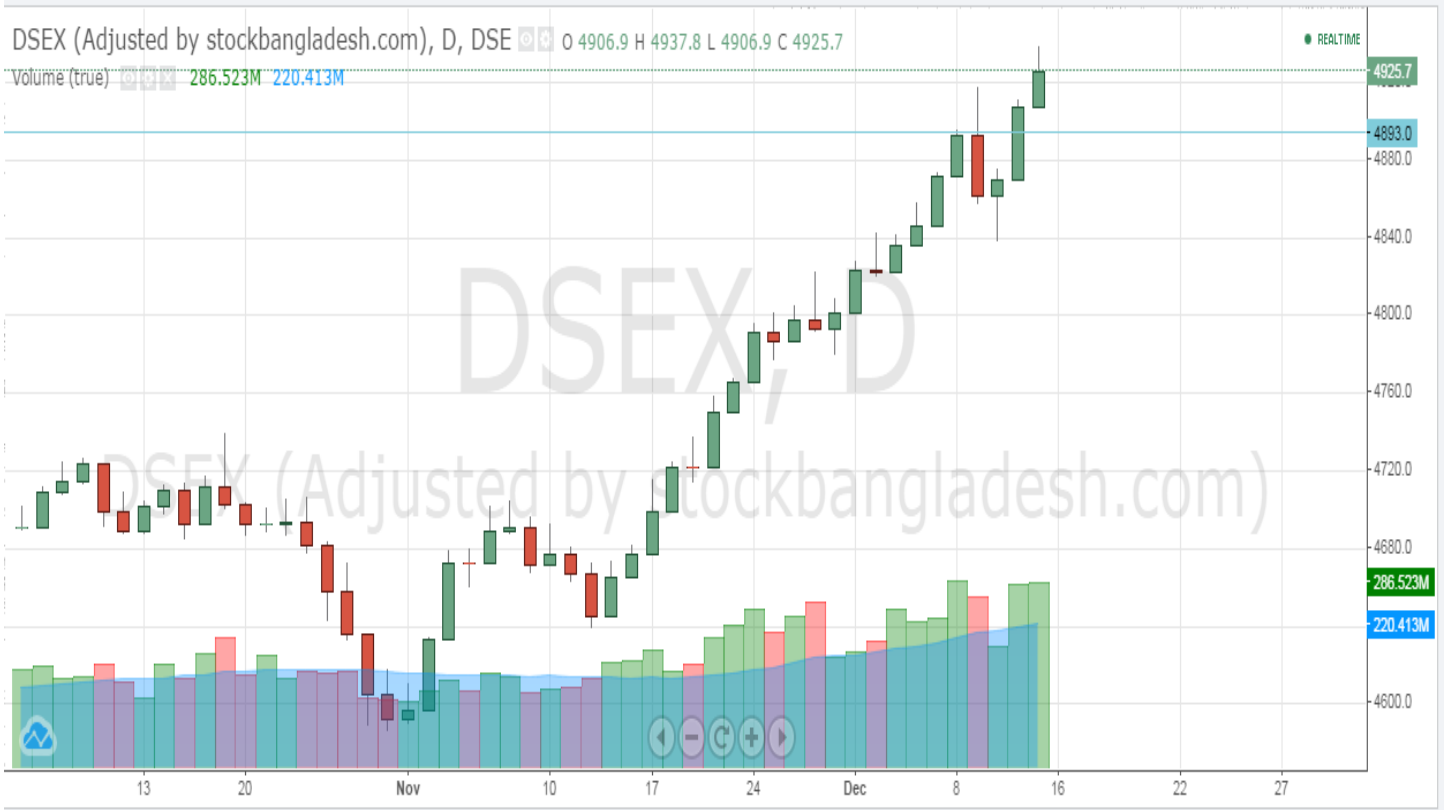 DSEX (Adjusted by stockbangladesh.com), D, DSE O 4906.9 H 4937.8 L 4906.9 C 4925.7
REALTIME
Volume (true) 286.523M 220.413M
4925.7
4893.0
4880.0
4840.0
DSEX, D
4800.0
4760.0
DSEX (Adjusted by stockbangladesh.com)
4720.0
4680.0
286.523M
220.413M
4600.0
13 20 Nov 10 17 24 Dec 8 16 22 27